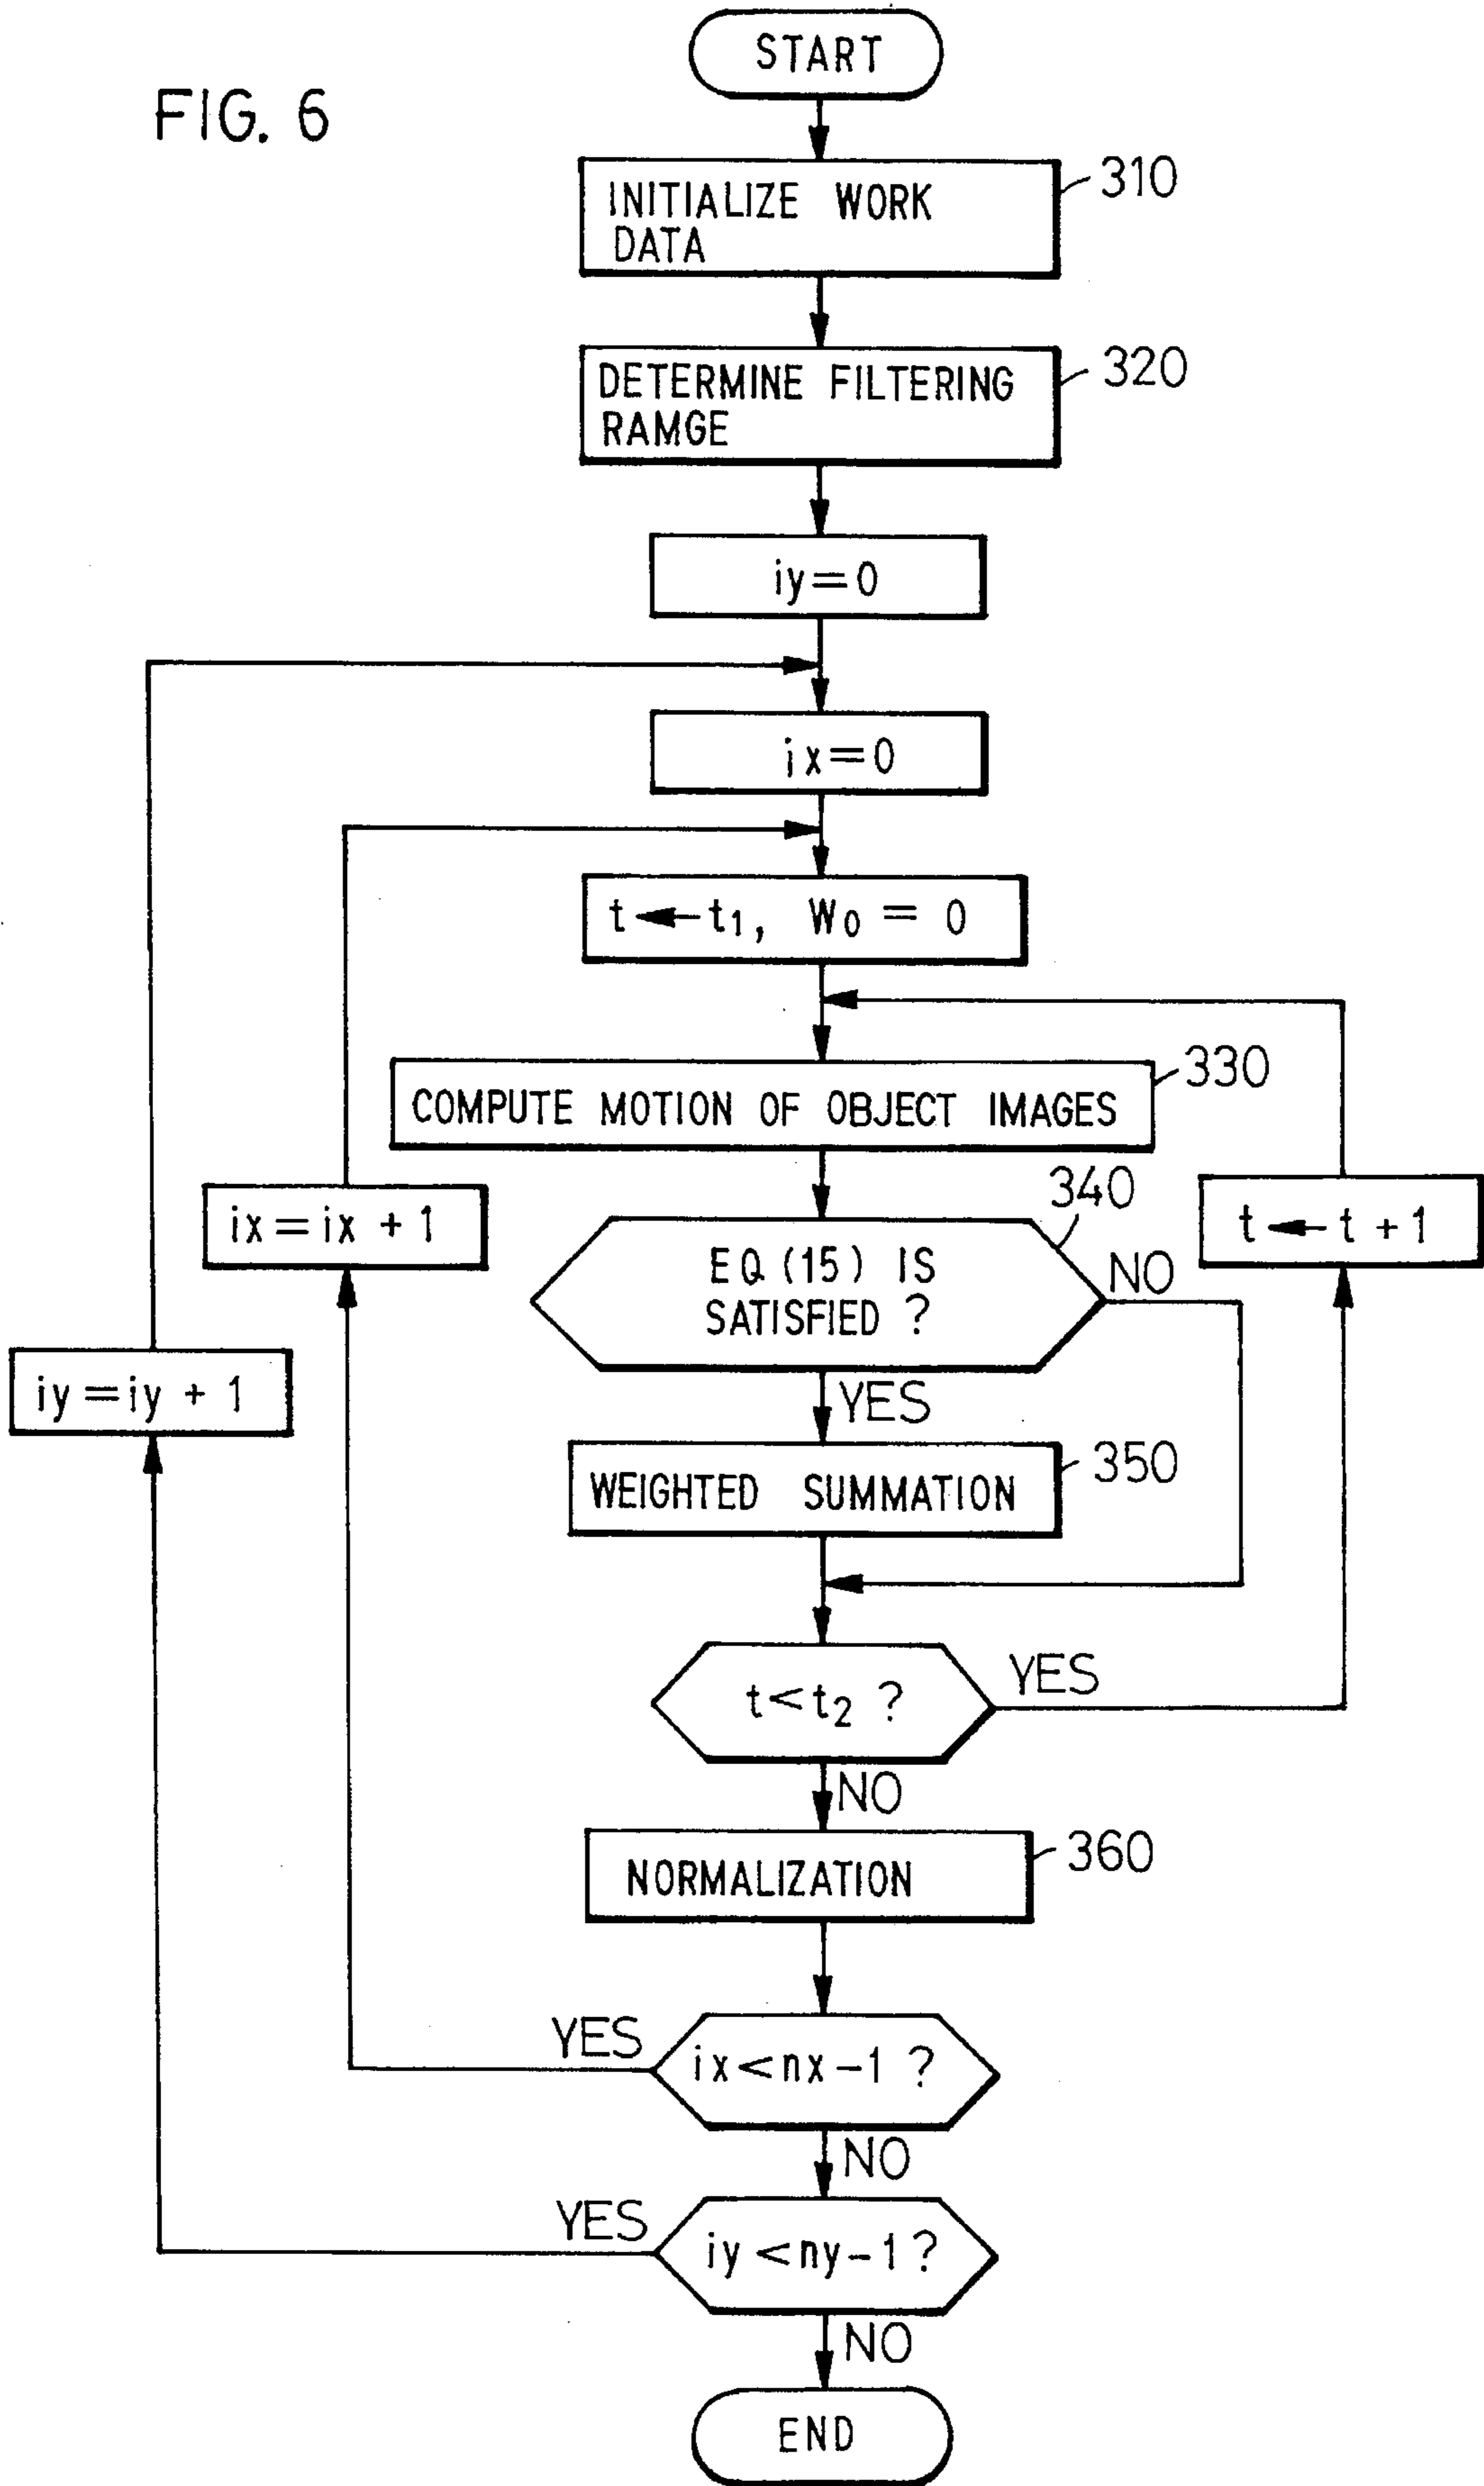 START
FIG. 6
310
INITIALIZE WORK
DATA
320
DETERMINE FILTERING
RAMGE
iy=0
ix=0
t←t1, W0 = 0
330
COMPUTE MOTION OF OBJECT IMAGES
340
ix=ix + 1
t←t + 1
EQ (15) IS
SATISFIED ?
NO
iy=iy + 1
YES
350
WEIGHTED SUMMATION
t<t2 ?
YES
NO
360
NORMALIZATION
YES
ix<nx-1 ?
NO
YES
iy<ny-1?
NO
END